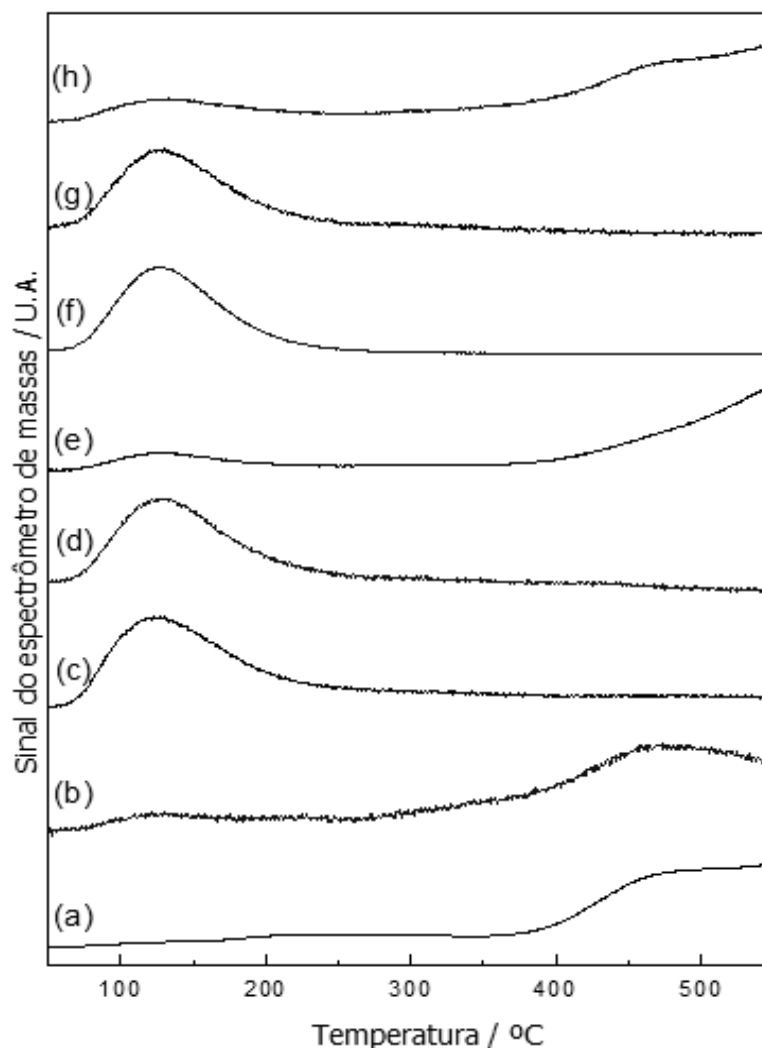 (h)
(g)
(f)
(e)
(d)
(c)
(b)
(a)
Sinal do espectrômetro de massas / U.A.
100 200 300 400 500
Temperatura / ºC